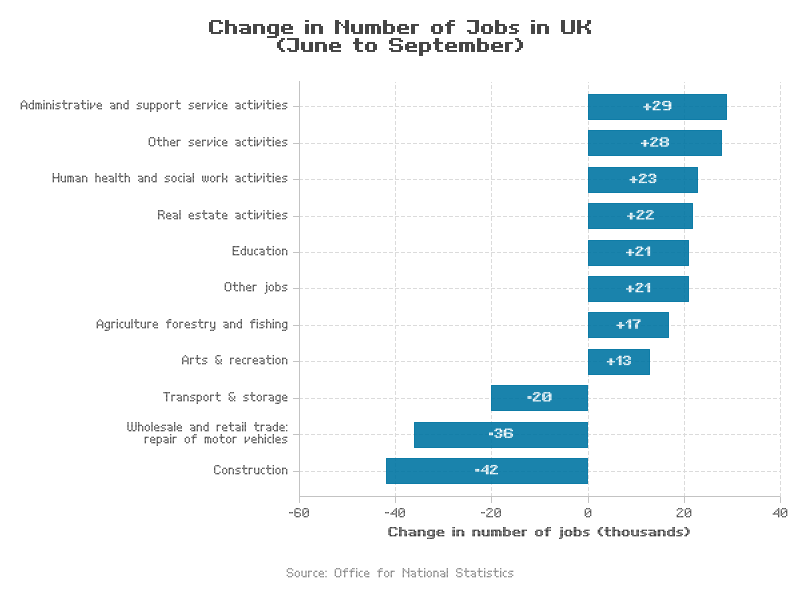 Change in Number of Jobs in UK
(June to September)
Administrative and support service activities
+29
Other service activities
+28
Human health and social work activities
+23
Real estate activities
+22
Education
+21
Other jobs
+21
Agriculture forestry and fishing
+17
Arts & recreation
+13
Transport & storage
-20
Wholesale and retail trade:
repair of motor vehicles
-36
Construction
-42
-60 -40 -20 0 20 40
Change in number of jobs (thousands)
Source: Office for National Statistics